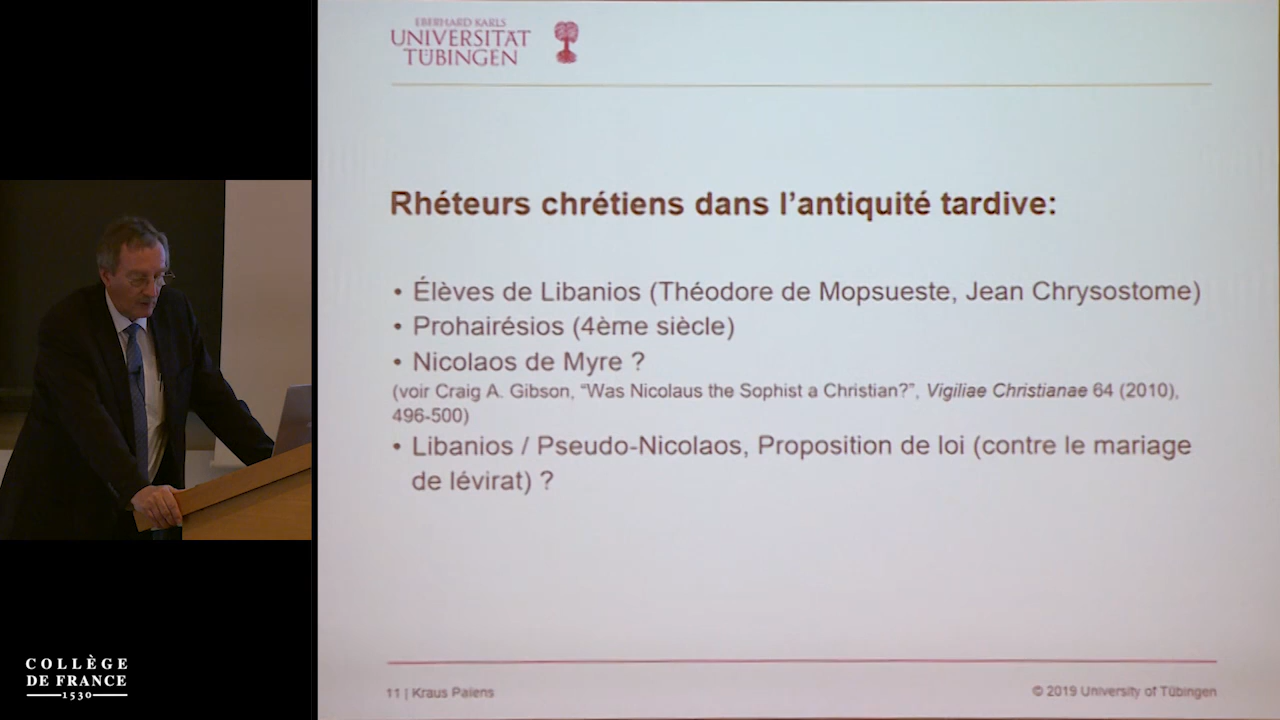 EBERHARD KARLS
UNIVERSITÄT
TÜBINGEN
Rhéteurs chrétiens dans l’antiquité tardive:
• Élèves de Libanios (Théodore de Mopsueste, Jean Chrysostome)
• Prohairésios (4ème siècle)
• Nicolaos de Myre ?
(voir Craig A. Gibson, “Was Nicolaus the Sophist a Christian?”, Vigiliae Christianae 64 (2010),
496-500)
• Libanios / Pseudo-Nicolaos, Proposition de loi (contre le mariage
de lévirat) ?
11 | Kraus Païens
© 2019 University of Tübingen
COLLÈGE
DE FRANCE
1530